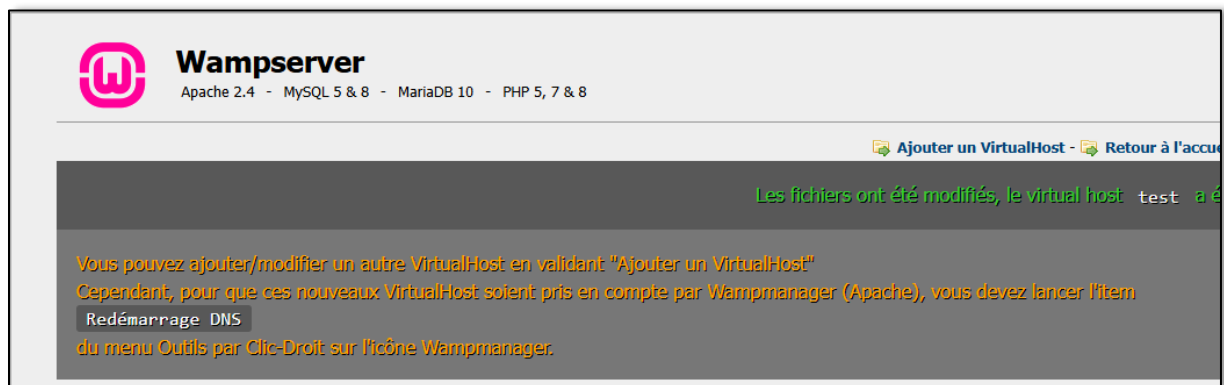 Wampserver
Apache 2.4 - MySQL 5 & 8 - MariaDB 10 - PHP 5, 7 & 8
Ajouter un VirtualHost - Retour à l'accue
Les fichiers ont été modifiés, le virtual host test a é
Vous pouvez ajouter/modifier un autre VirtualHost en validant "Ajouter un VirtualHost"
Cependant, pour que ces nouveaux VirtualHost soient pris en compte par Wampmanager (Apache), vous devez lancer l'item
Redémarrage DNS
du menu Outils par Clic-Droit sur l'icône Wampmanager.